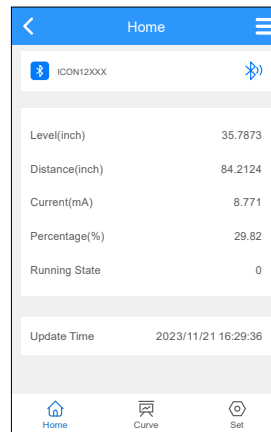 Home
ICON12XXX
Level(inch) 35.7873
Distance(inch) 84.2124
Current(mA) 8.771
Percentage(%) 29.82
Running State 0
Update Time 2023/11/21 16:29:36
Home Curve Set